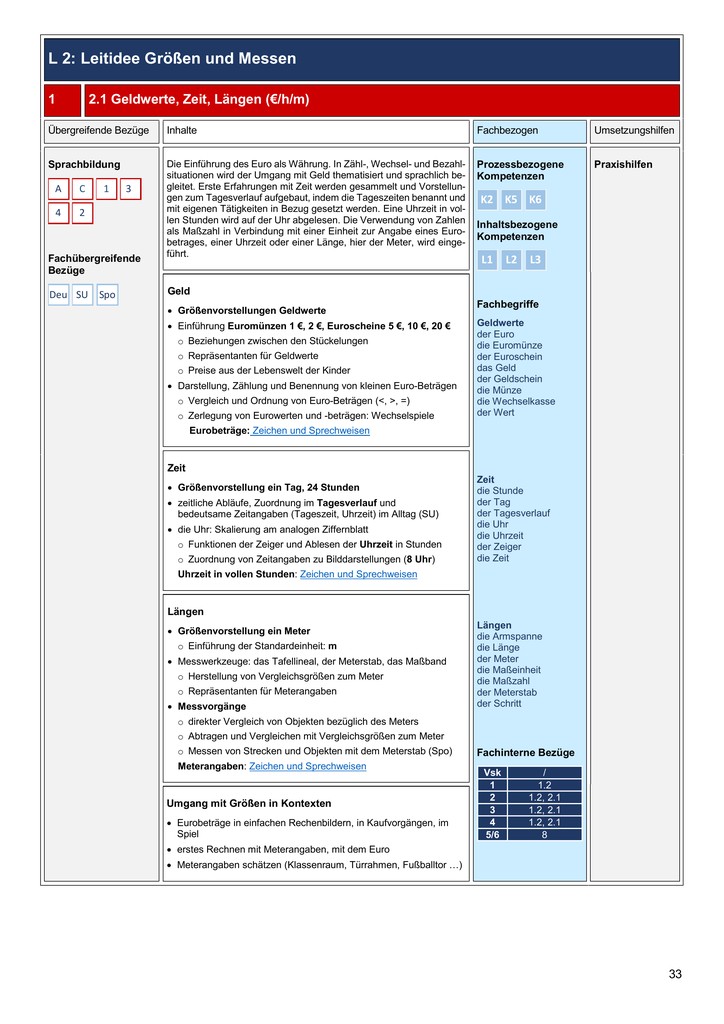 L 2: Leitidee Größen und Messen
1 2.1 Geldwerte, Zeit, Längen (€/h/m)
Übergreifende Bezüge
Inhalte
Fachbezogen
Umsetzungshilfen
Sprachbildung
A C 1 3
4 2
Fachübergreifende
Bezüge
Deu SU Spo
Die Einführung des Euro als Währung. In Zähl-, Wechsel- und Bezahl-
situationen wird der Umgang mit Geld thematisiert und sprachlich be-
gleitet. Erste Erfahrungen mit Zeit werden gesammelt und Vorstellun-
gen zum Tagesverlauf aufgebaut, indem die Tageszeiten benannt und
mit eigenen Tätigkeiten in Bezug gesetzt werden. Eine Uhrzeit in vol-
len Stunden wird auf der Uhr abgelesen. Die Verwendung von Zahlen
als Maßzahl in Verbindung mit einer Einheit zur Angabe eines Euro-
betrages, einer Uhrzeit oder einer Länge, hier der Meter, wird einge-
führt.
Geld
• Größenvorstellungen Geldwerte
• Einführung Euromünzen 1 €, 2 €, Euroscheine 5 €, 10 €, 20 €
○ Beziehungen zwischen den Stückelungen
○ Repräsentanten für Geldwerte
○ Preise aus der Lebenswelt der Kinder
• Darstellung, Zählung und Benennung von kleinen Euro-Beträgen
○ Vergleich und Ordnung von Euro-Beträgen (<, >, =)
○ Zerlegung von Eurowerten und -beträgen: Wechselspiele
Eurobeträge: Zeichen und Sprechweisen
Zeit
• Größenvorstellung ein Tag, 24 Stunden
• zeitliche Abläufe, Zuordnung im Tagesverlauf und
bedeutsame Zeitangaben (Tageszeit, Uhrzeit) im Alltag (SU)
• die Uhr: Skalierung am analogen Ziffernblatt
○ Funktionen der Zeiger und Ablesen der Uhrzeit in Stunden
○ Zuordnung von Zeitangaben zu Bilddarstellungen (8 Uhr)
Uhrzeit in vollen Stunden: Zeichen und Sprechweisen
Längen
• Größenvorstellung ein Meter
○ Einführung der Standardeinheit: m
• Messwerkzeuge: das Tafellineal, der Meterstab, das Maßband
○ Herstellung von Vergleichsgrößen zum Meter
○ Repräsentanten für Meterangaben
• Messvorgänge
○ direkter Vergleich von Objekten bezüglich des Meters
○ Abtragen und Vergleichen mit Vergleichsgrößen zum Meter
○ Messen von Strecken und Objekten mit dem Meterstab (Spo)
Meterangaben: Zeichen und Sprechweisen
Umgang mit Größen in Kontexten
• Eurobeträge in einfachen Rechenbildern, in Kaufvorgängen, im
Spiel
• erstes Rechnen mit Meterangaben, mit dem Euro
• Meterangaben schätzen (Klassenraum, Türrahmen, Fußballtor …)
Prozessbezogene
Kompetenzen
K2 K5 K6
Inhaltsbezogene
Kompetenzen
L1 L2 L3
Fachbegriffe
Geldwerte
der Euro
die Euromünze
der Euroschein
das Geld
der Geldschein
die Münze
die Wechselkasse
der Wert
Zeit
die Stunde
der Tag
der Tagesverlauf
die Uhr
die Uhrzeit
der Zeiger
die Zeit
Längen
die Armspanne
die Länge
der Meter
die Maßeinheit
die Maßzahl
der Meterstab
der Schritt
Fachinterne Bezüge
Vsk /
1 1.2
2 1.2, 2.1
3 1.2, 2.1
4 1.2, 2.1
5/6 8
Praxishilfen
33